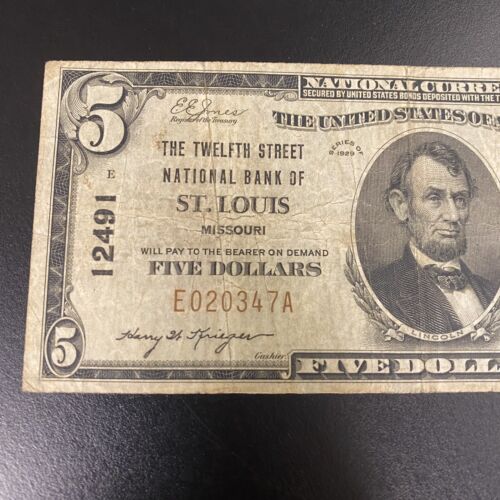 NATIONAL CURRE
SECURED BY UNITED STATES BONDS DEPOSITED WITH THE T
5
E.E. Jones
Register of the Treasury
THE UNITED STATES OF A
SERIES OF
1929
THE TWELFTH STREET
NATIONAL BANK OF
E
ST. LOUIS
MISSOURI
12491
WILL PAY TO THE BEARER ON DEMAND
FIVE DOLLARS
E020347A
5
Harry W Krieger
Cashier
LINCOLN
FIVE DOLL